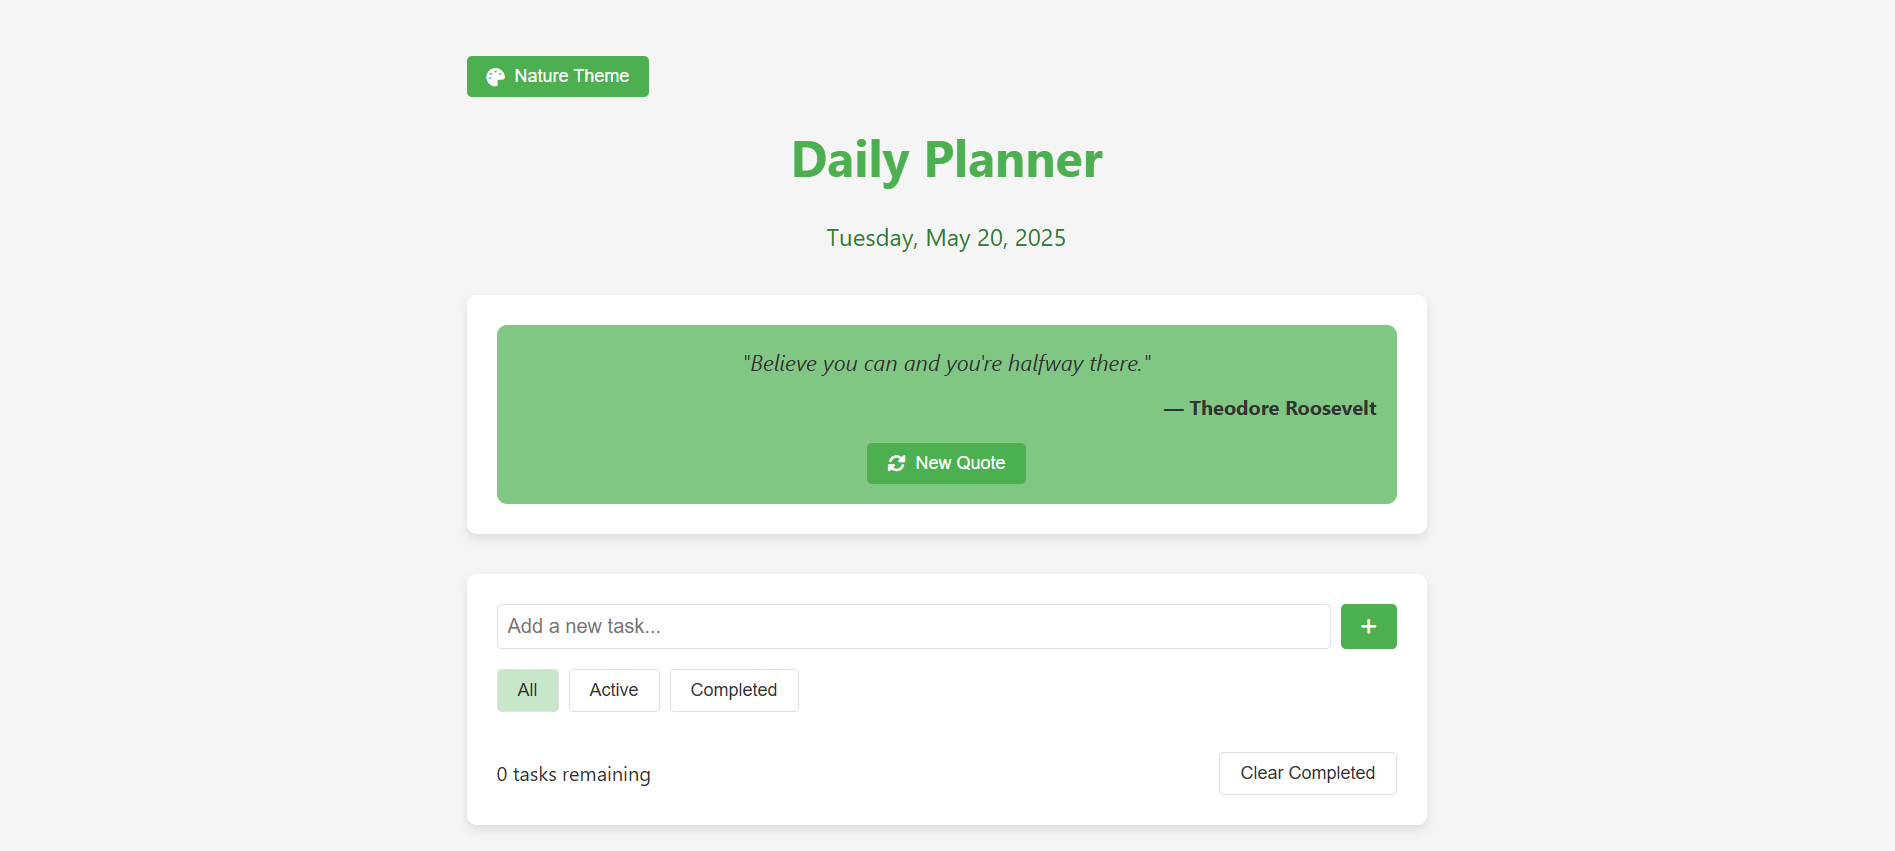 Nature Theme
Daily Planner
Tuesday, May 20, 2025
"Believe you can and you're halfway there."
— Theodore Roosevelt
New Quote
Add a new task...
All
Active
Completed
0 tasks remaining
Clear Completed